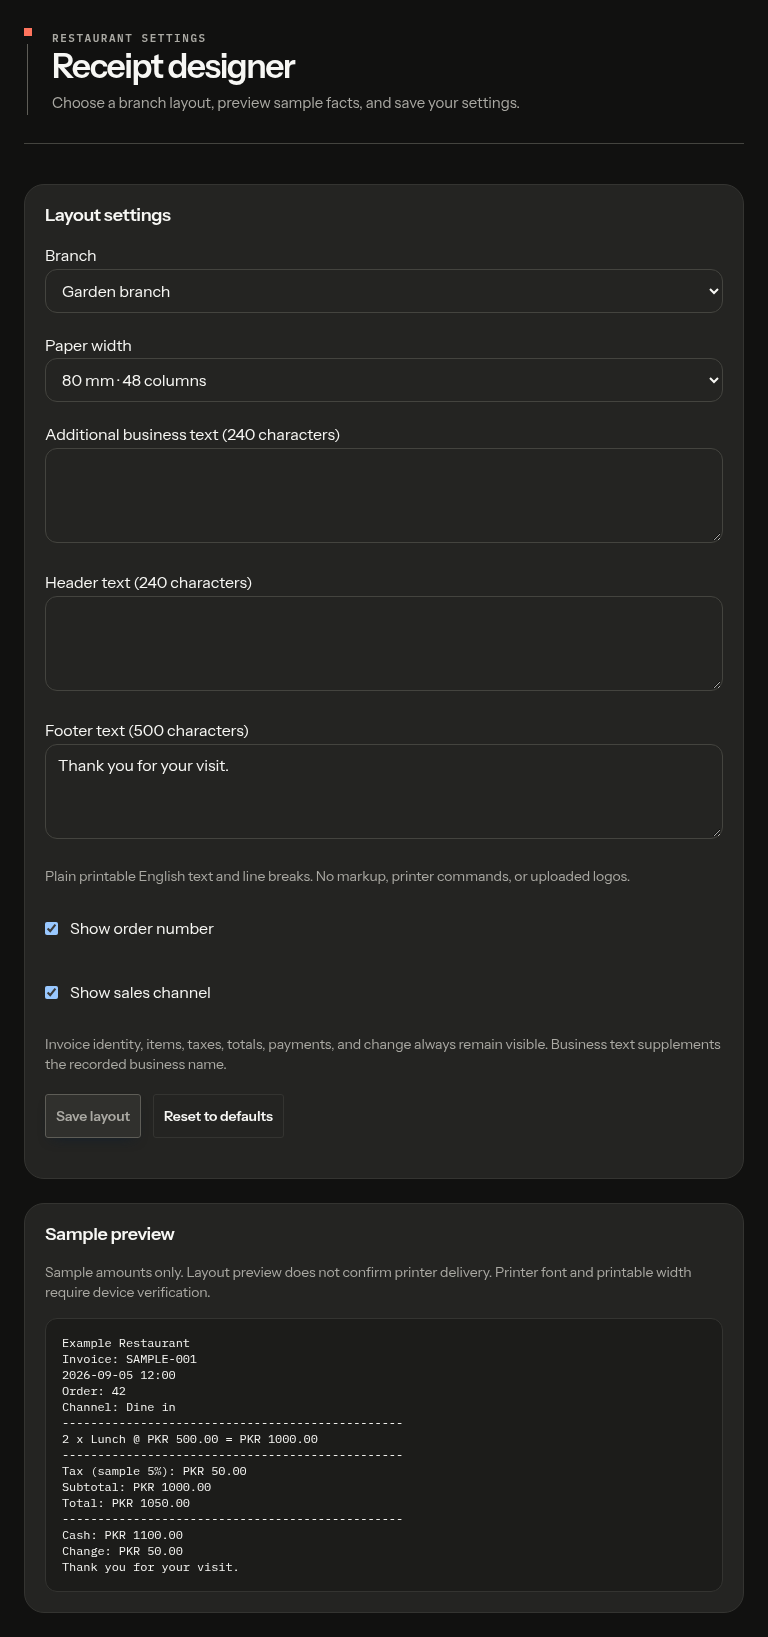 RESTAURANT SETTINGS
Receipt designer
Choose a branch layout, preview sample facts, and save your settings.
Layout settings
Branch
Garden branch
Paper width
80 mm · 48 columns
Additional business text (240 characters)
Header text (240 characters)
Footer text (500 characters)
Thank you for your visit.
Plain printable English text and line breaks. No markup, printer commands, or uploaded logos.
Show order number
Show sales channel
Invoice identity, items, taxes, totals, payments, and change always remain visible. Business text supplements
the recorded business name.
Save layout Reset to defaults
Sample preview
Sample amounts only. Layout preview does not confirm printer delivery. Printer font and printable width
require device verification.
Example Restaurant
Invoice: SAMPLE-001
2026-09-05 12:00
Order: 42
Channel: Dine in
------------------------------------------------
2 x Lunch @ PKR 500.00 = PKR 1000.00
------------------------------------------------
Tax (sample 5%): PKR 50.00
Subtotal: PKR 1000.00
Total: PKR 1050.00
------------------------------------------------
Cash: PKR 1100.00
Change: PKR 50.00
Thank you for your visit.